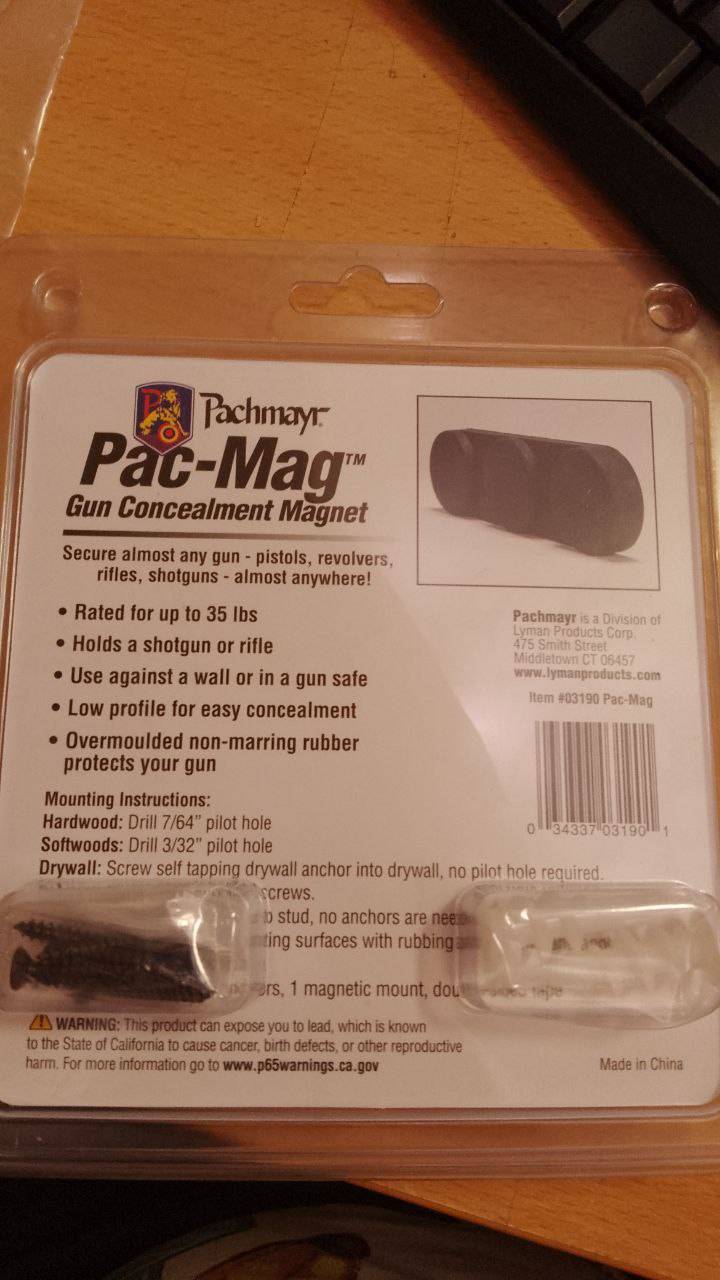 Pachmayr
Pac-Mag™
Gun Concealment Magnet
Secure almost any gun - pistols, revolvers,
rifles, shotguns - almost anywhere!
• Rated for up to 35 lbs
• Holds a shotgun or rifle
• Use against a wall or in a gun safe
• Low profile for easy concealment
• Overmoulded non-marring rubber
protects your gun
Pachmayr is a Division of
Lyman Products Corp.
475 Smith Street
Middletown CT 06457
www.lymanproducts.com
Item #03190 Pac-Mag
0 34337 03190 1
Mounting Instructions:
Hardwood: Drill 7/64" pilot hole
Softwoods: Drill 3/32" pilot hole
Drywall: Screw self tapping drywall anchor into drywall, no pilot hole required.
screws.
stud, no anchors are
surfaces with rubbing
1 magnetic mount,
tape
WARNING: This product can expose you to lead, which is known
to the State of California to cause cancer, birth defects, or other reproductive
harm. For more information go to www.p65warnings.ca.gov
Made in China